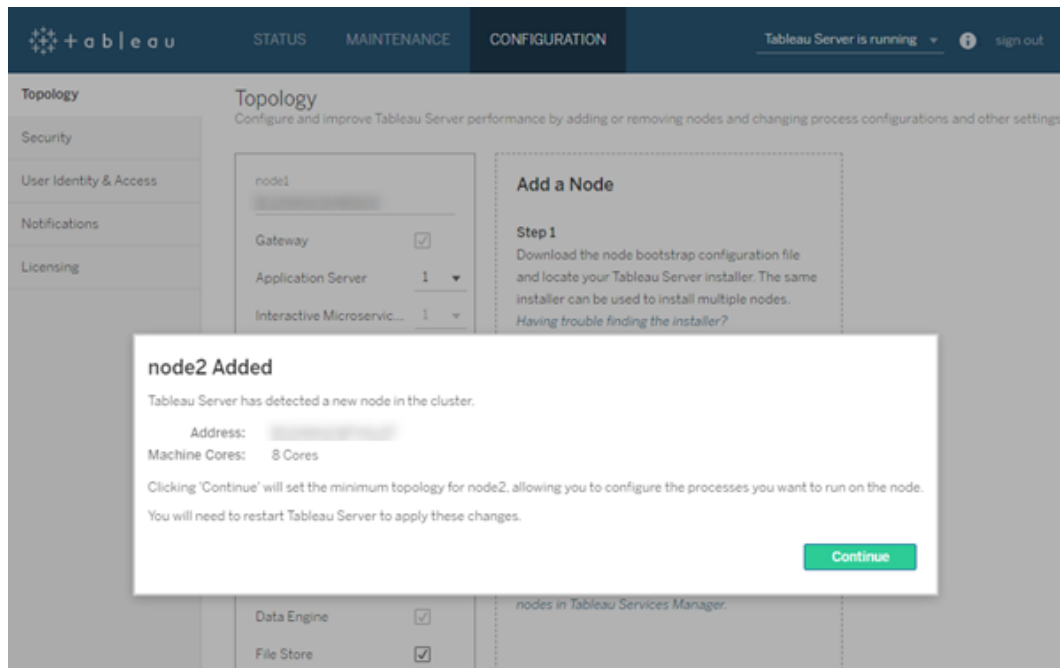 + a b l e a u
STATUS
MAINTENANCE
CONFIGURATION
Tableau Server is running
sign out
Topology
Security
User Identity & Access
Notifications
Licensing
Topology
Configure and improve Tableau Server performance by adding or removing nodes and changing process configurations and other settings
node1
Gateway
Application Server 1
Interactive Microservic... 1
Add a Node
Step 1
Download the node bootstrap configuration file
and locate your Tableau Server installer. The same
installer can be used to install multiple nodes.
Having trouble finding the installer?
node2 Added
Tableau Server has detected a new node in the cluster.
Address:
Machine Cores: 8 Cores
Clicking 'Continue' will set the minimum topology for node2, allowing you to configure the processes you want to run on the node.
You will need to restart Tableau Server to apply these changes.
Continue
Data Engine
File Store
nodes in Tableau Services Manager.